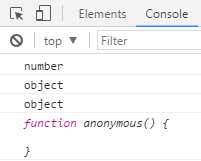 Elements Console
top Filter
number
object
object
function anonymous() {
}